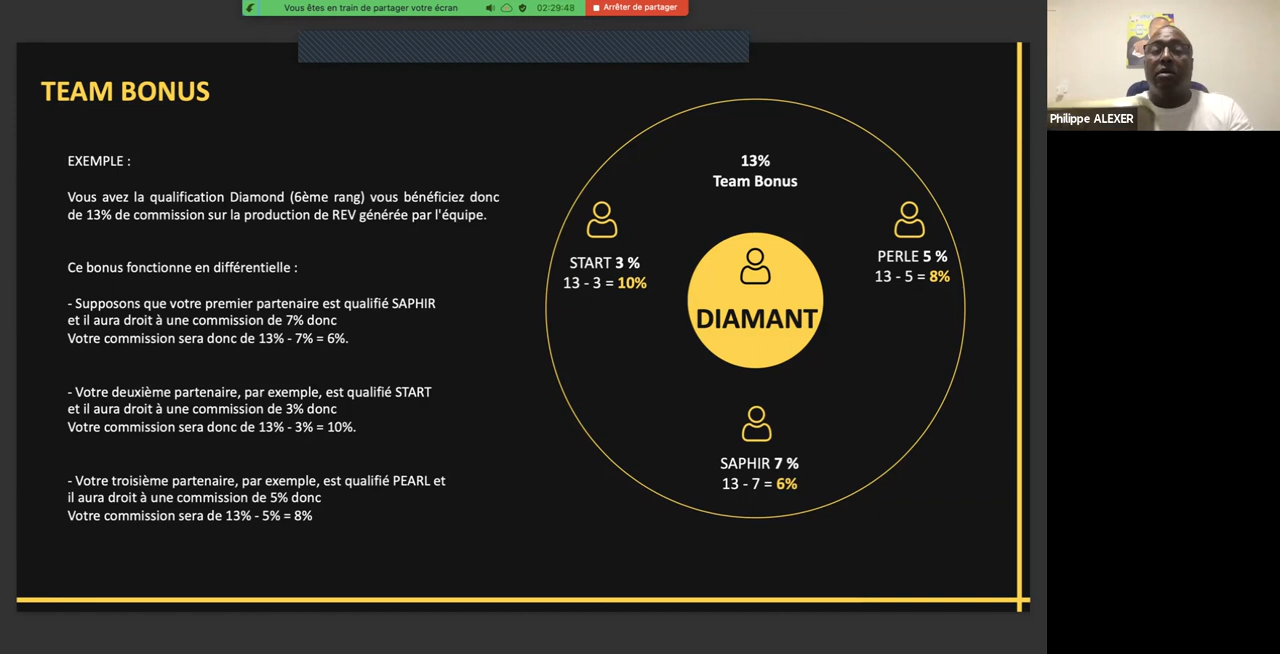 Vous êtes en train de partager votre écran
02:29:48
Arrêter de partager
TEAM BONUS
EXEMPLE :
Vous avez la qualification Diamond (6ème rang) vous bénéficiez donc
de 13% de commission sur la production de REV générée par l'équipe.
Ce bonus fonctionne en différentielle :
- Supposons que votre premier partenaire est qualifié SAPHIR
et il aura droit à une commission de 7% donc
Votre commission sera donc de 13% - 7% = 6%.
- Votre deuxième partenaire, par exemple, est qualifié START
et il aura droit à une commission de 3% donc
Votre commission sera donc de 13% - 3% = 10%.
- Votre troisième partenaire, par exemple, est qualifié PEARL et
il aura droit à une commission de 5% donc
Votre commission sera de 13% - 5% = 8%
13%
Team Bonus
START 3 %
13 - 3 = 10%
PERLE 5 %
13 - 5 = 8%
DIAMANT
SAPHIR 7 %
13 - 7 = 6%
Philippe ALEXER